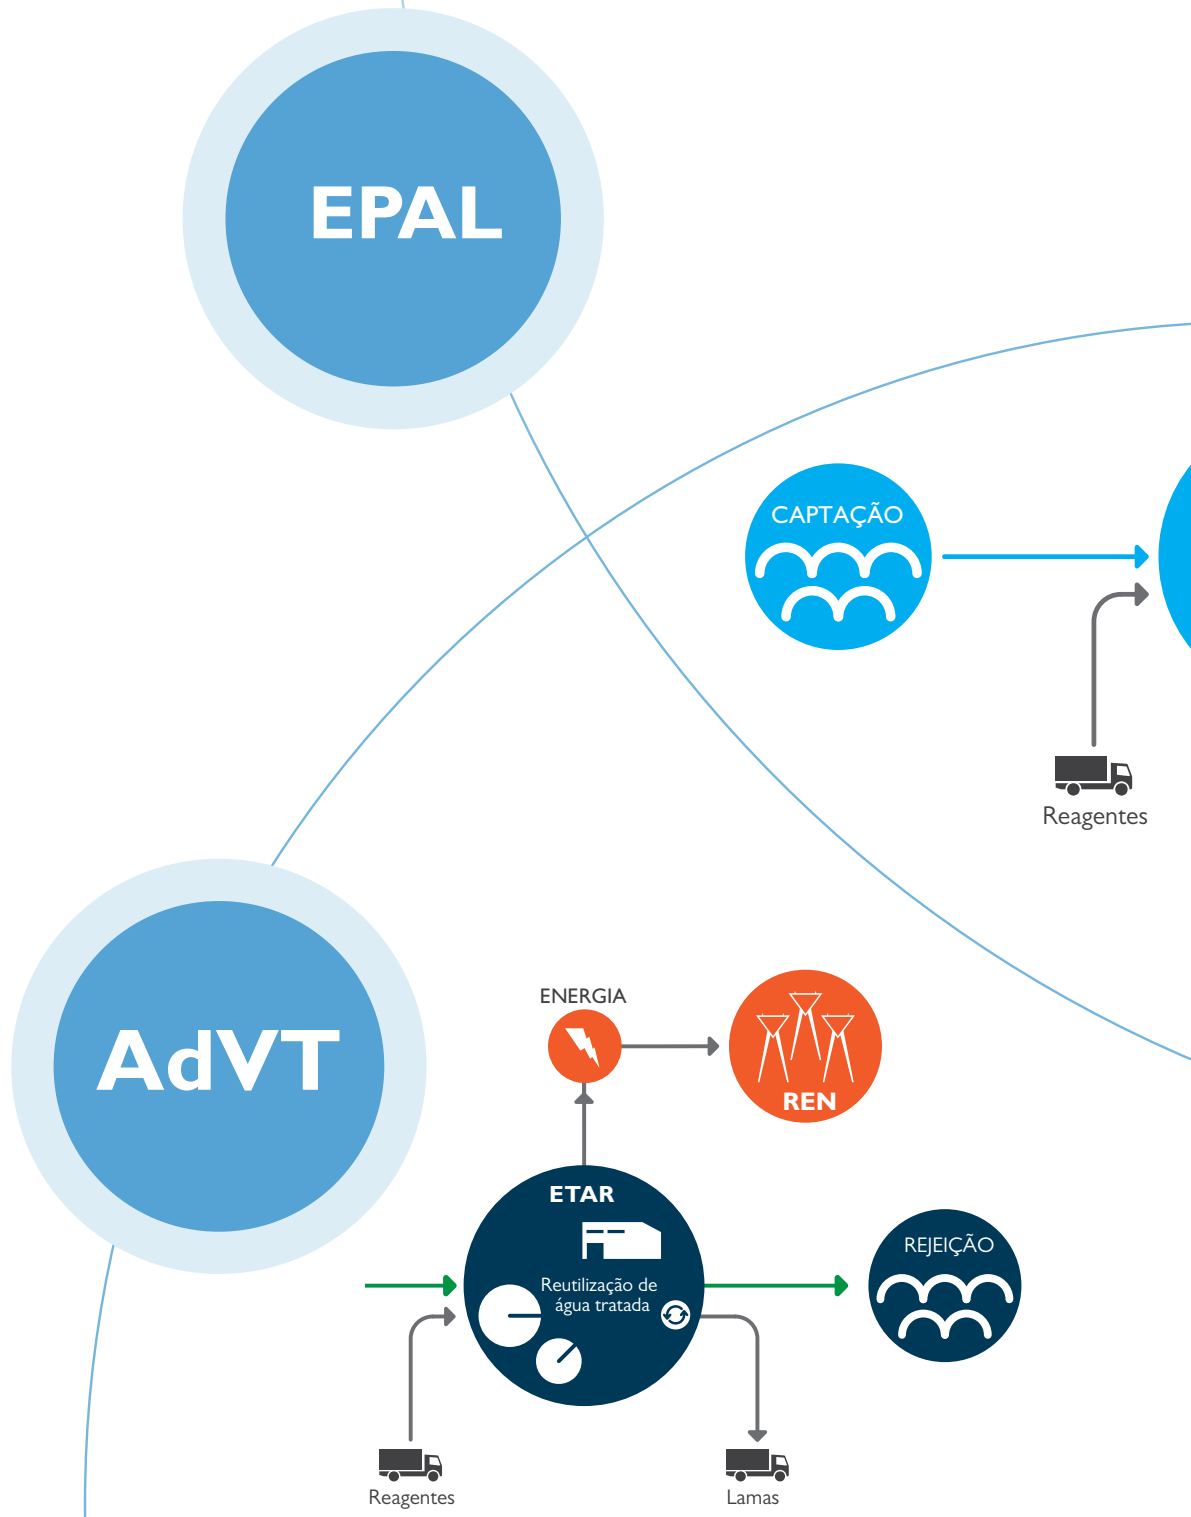 EPAL
CAPTAÇÃO
Reagentes
ENERGIA
AdVT
REN
ETAR
REJEIÇÃO
Reutilização de
água tratada
Reagentes
Lamas